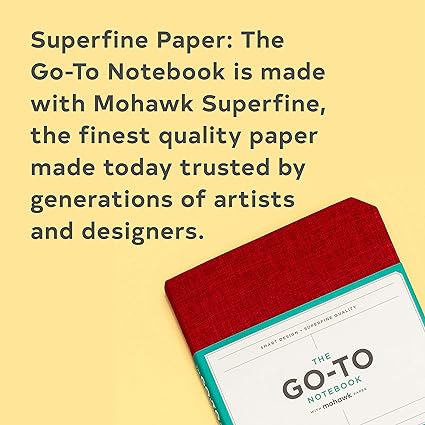 Superfine Paper: The
Go-To Notebook is made
with Mohawk Superfine,
the finest quality paper
made today trusted by
generations of artists
and designers.
SMART DESIGN + SUPERFINE QUALITY
THE
GO-TO
NOTEBOOK
WITH mohawk PAPER